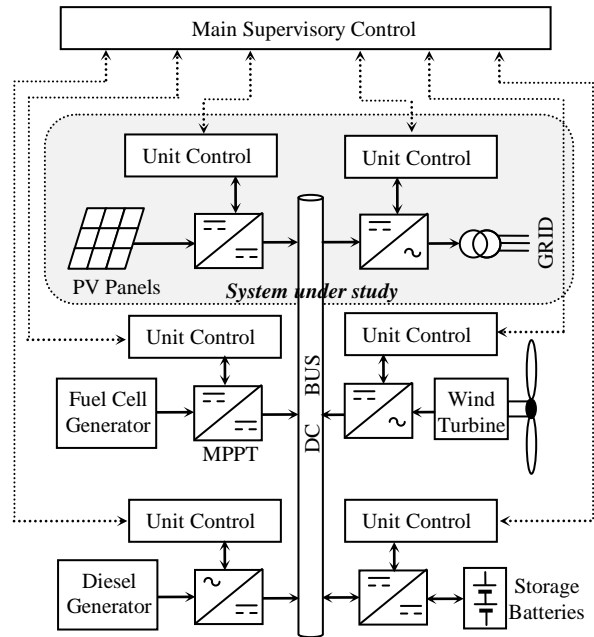 Main Supervisory Control
Unit Control
Unit Control
PV Panels
GRID
System under study
Unit Control
Unit Control
Fuel Cell
Generator
MPPT
DC BUS
Wind
Turbine
Unit Control
Unit Control
Diesel
Generator
Storage
Batteries